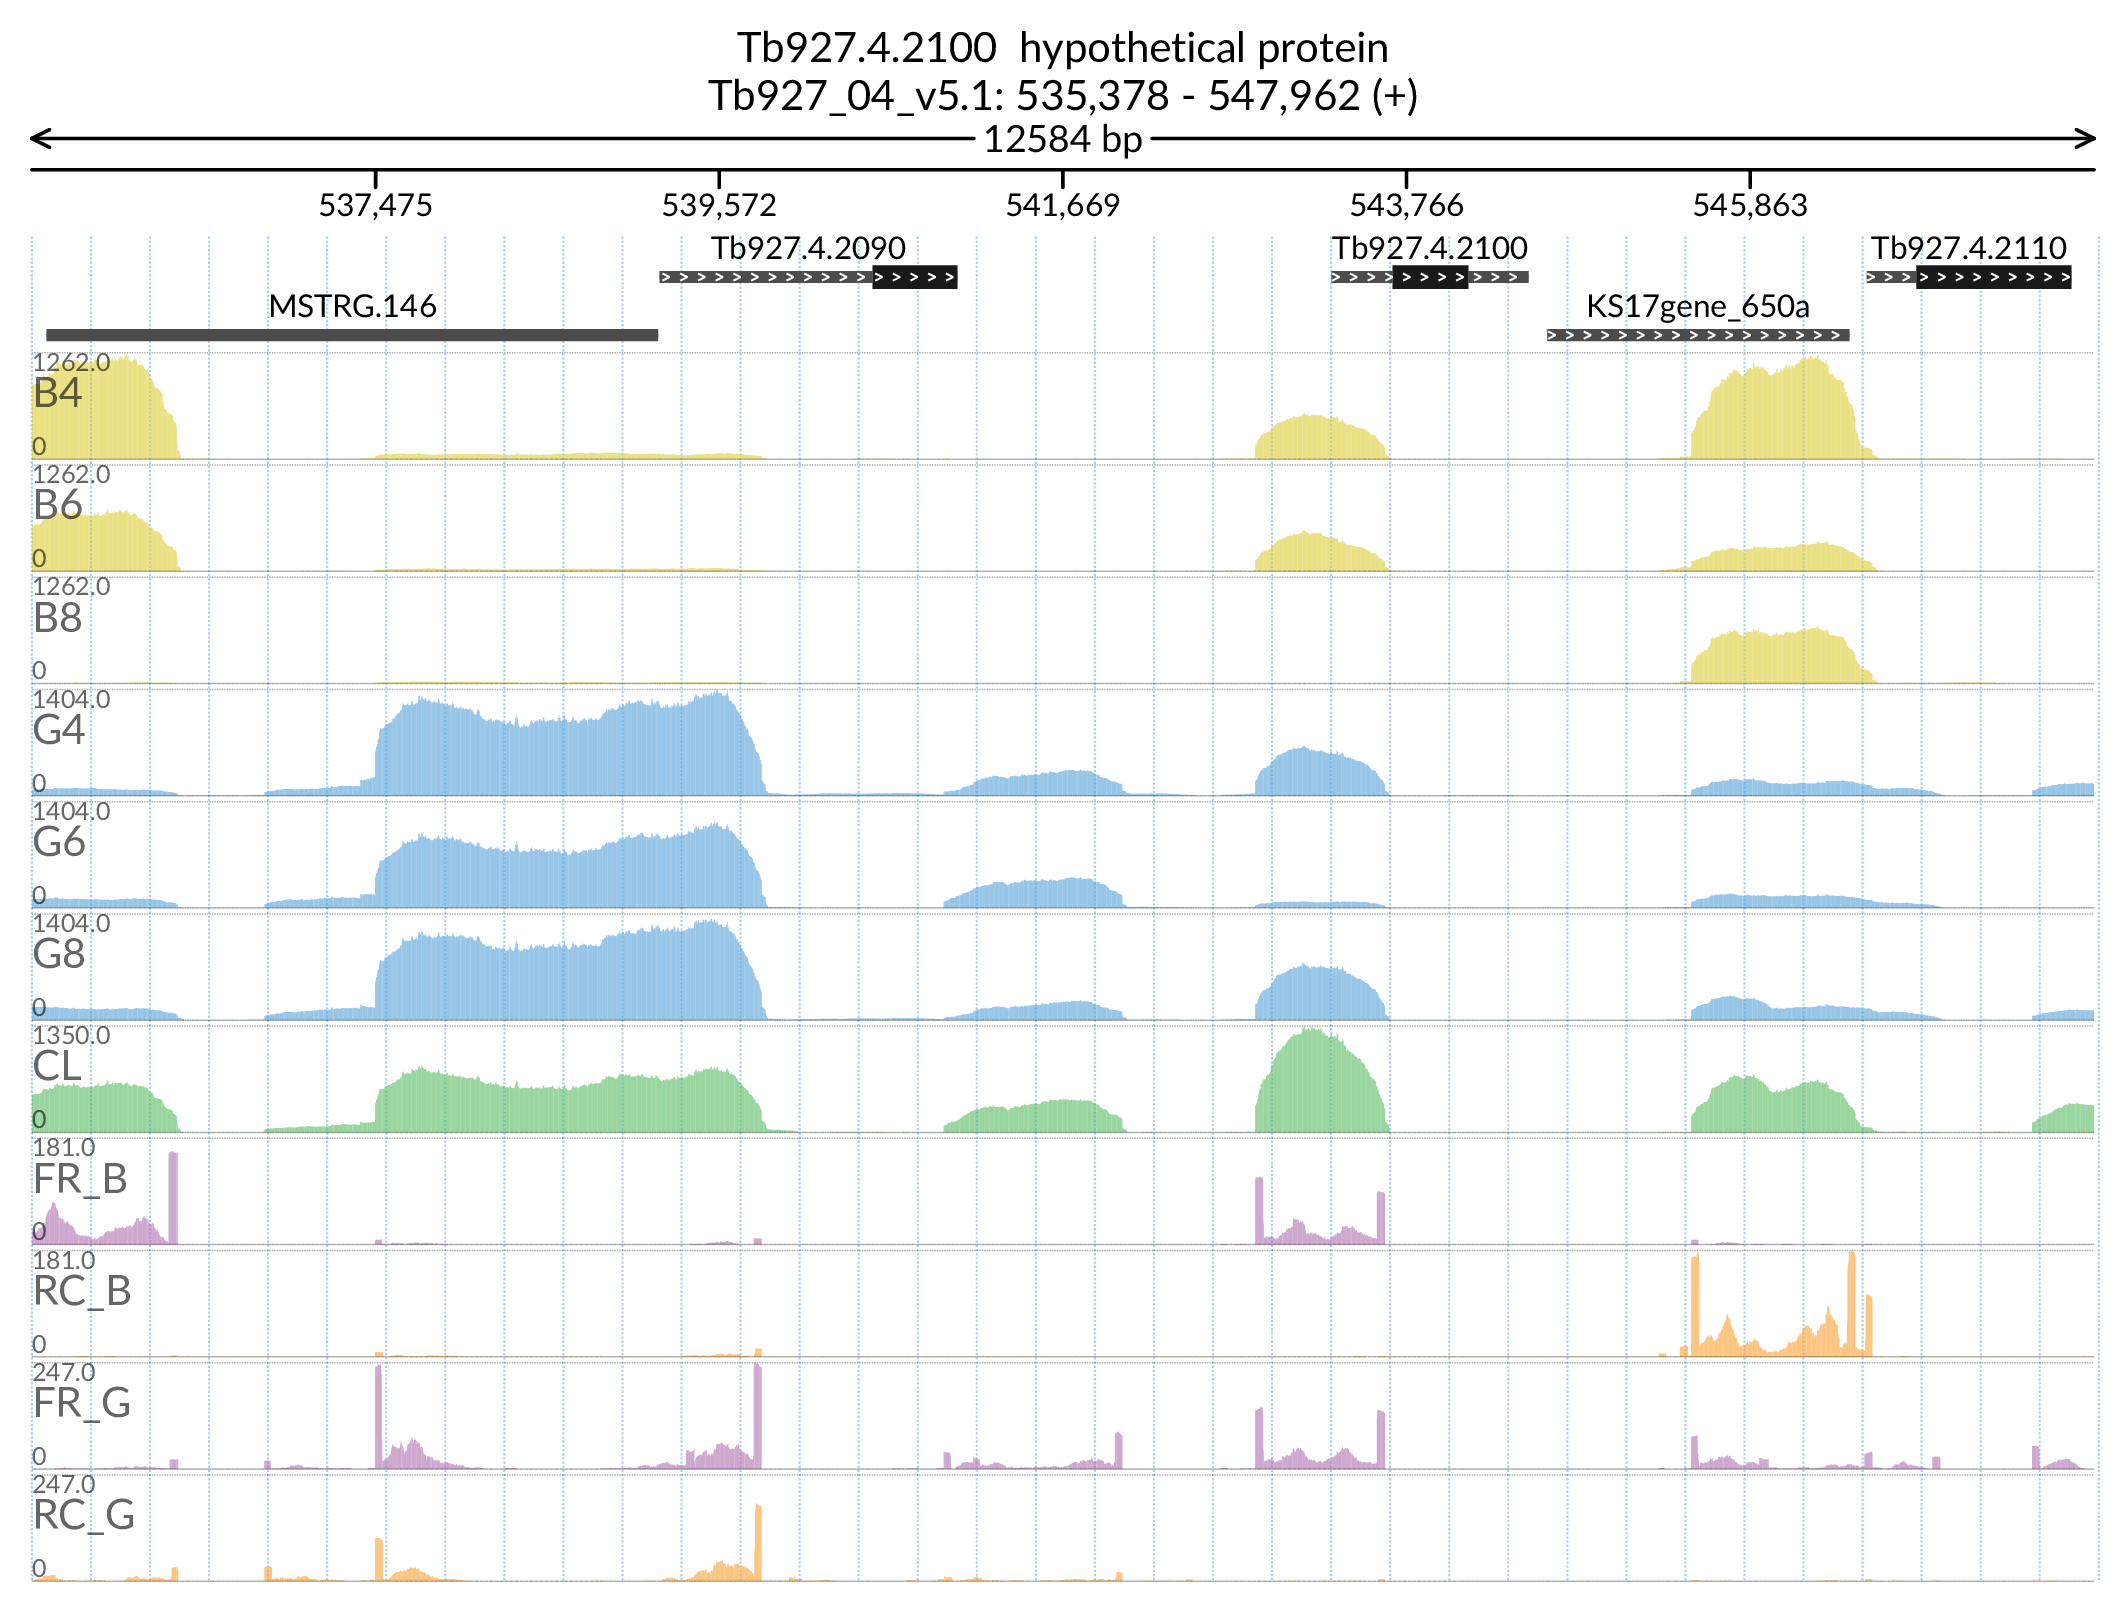 Tb927.4.2100  hypothetical protein
Tb927_04_v5.1: 535,378 - 547,962 (+)
12584 bp
537,475 539,572 541,669 543,766 545,863
Tb927.4.2090 Tb927.4.2100 Tb927.4.2110
MSTRG.146 KS17gene_650a
1262.0
B4
0
1262.0
B6
0
1262.0
B8
0
1404.0
G4
0
1404.0
G6
0
1404.0
G8
0
1350.0
CL
0
181.0
FR_B
0
181.0
RC_B
0
247.0
FR_G
0
247.0
RC_G
0